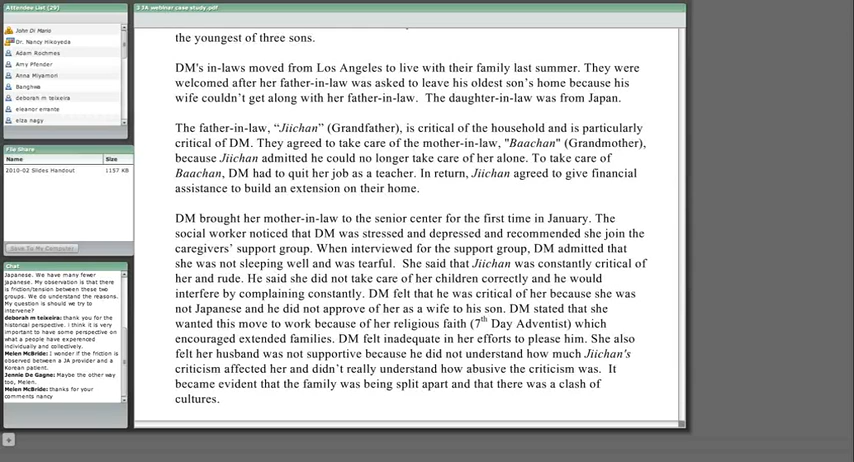 Attendee List (29)
John Di Mario
Dr. Nancy Hikoyeda
Adam Rochmes
Amy Pfender
Anna Miyamori
Banghwa
deborah m teixeira
eleanor errante
elza nagy
File Share
Name Size
2010-02 Slides Handout 1157 KB
Save To My Computer
Chat
Japanese. We have many fewer
Japanese. My observation is that
there is friction/tension between these two
groups. We do understand the reasons.
My question is should we try to
intervene?
deborah m teixeira: thank you for the
historical perspective. I think it is very
important to have some perspective on
what a people have experienced
individually and collectively.
Melen McBride: I wonder if the friction is
observed between a JA provider and a
Korean patient.
Jennie De Gagne: Maybe the other way
too, Melen.
Melen McBride: thanks for your
comments nancy
JJA webinar case study.pdf
the youngest of three sons.
DM's in-laws moved from Los Angeles to live with their family last summer. They were
welcomed after her father-in-law was asked to leave his oldest son's home because his
wife couldn't get along with her father-in-law. The daughter-in-law was from Japan.
The father-in-law, "Jiichan" (Grandfather), is critical of the household and is particularly
critical of DM. They agreed to take care of the mother-in-law, "Baachan" (Grandmother),
because Jiichan admitted he could no longer take care of her alone. To take care of
Baachan, DM had to quit her job as a teacher. In return, Jiichan agreed to give financial
assistance to build an extension on their home.
DM brought her mother-in-law to the senior center for the first time in January. The
social worker noticed that DM was stressed and depressed and recommended she join the
caregivers' support group. When interviewed for the support group, DM admitted that
she was not sleeping well and was tearful. She said that Jiichan was constantly critical of
her and rude. He said she did not take care of her children correctly and he would
interfere by complaining constantly. DM felt that he was critical of her because she was
not Japanese and he did not approve of her as a wife to his son. DM stated that she
wanted this move to work because of her religious faith (7th Day Adventist) which
encouraged extended families. DM felt inadequate in her efforts to please him. She also
felt her husband was not supportive because he did not understand how much Jiichan's
criticism affected her and didn't really understand how abusive the criticism was. It
became evident that the family was being split apart and that there was a clash of
cultures.